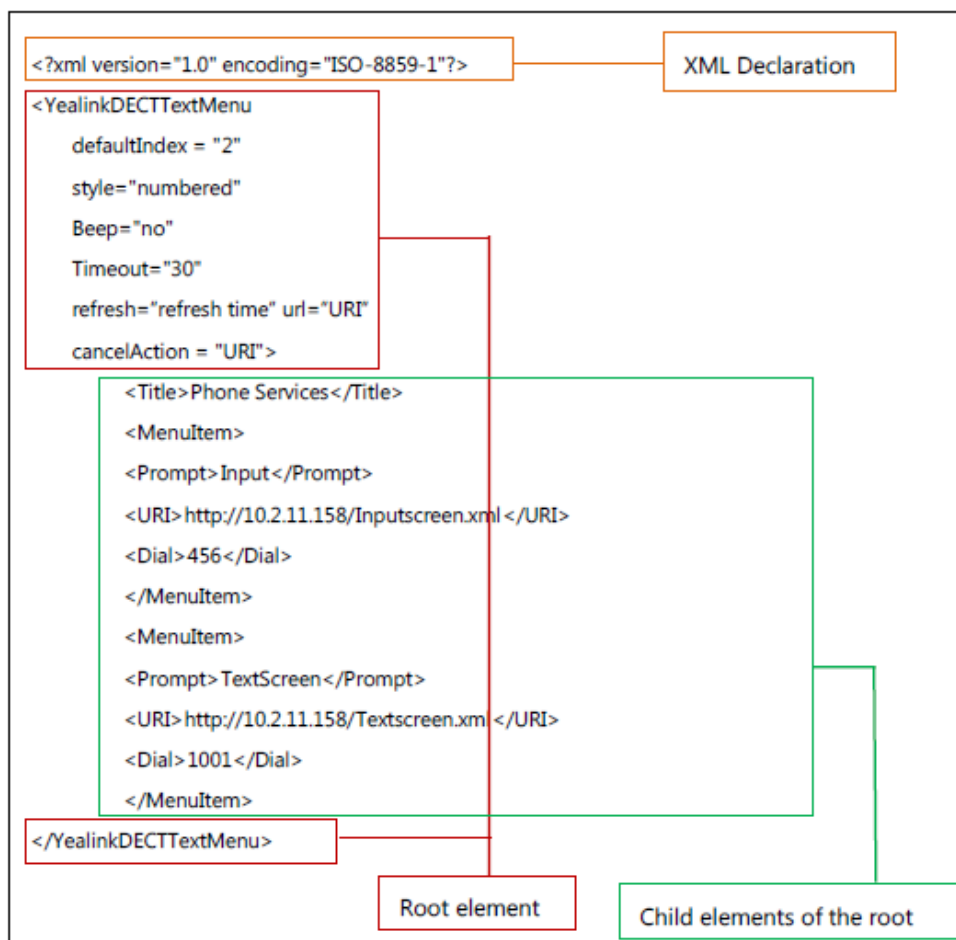 <?xml version="1.0" encoding="ISO-8859-1"?>
XML Declaration
<YealinkDECTTextMenu
defaultIndex = "2"
style="numbered"
Beep="no"
Timeout="30"
refresh="refresh time" url="URI"
cancelAction = "URI">
<Title>Phone Services</Title>
<MenuItem>
<Prompt>Input</Prompt>
<URI>http://10.2.11.158/Inputscreen.xml</URI>
<Dial>456</Dial>
</MenuItem>
<MenuItem>
<Prompt>TextScreen</Prompt>
<URI>http://10.2.11.158/Textscreen.xml</URI>
<Dial>1001</Dial>
</MenuItem>
</YealinkDECTTextMenu>
Root element
Child elements of the root